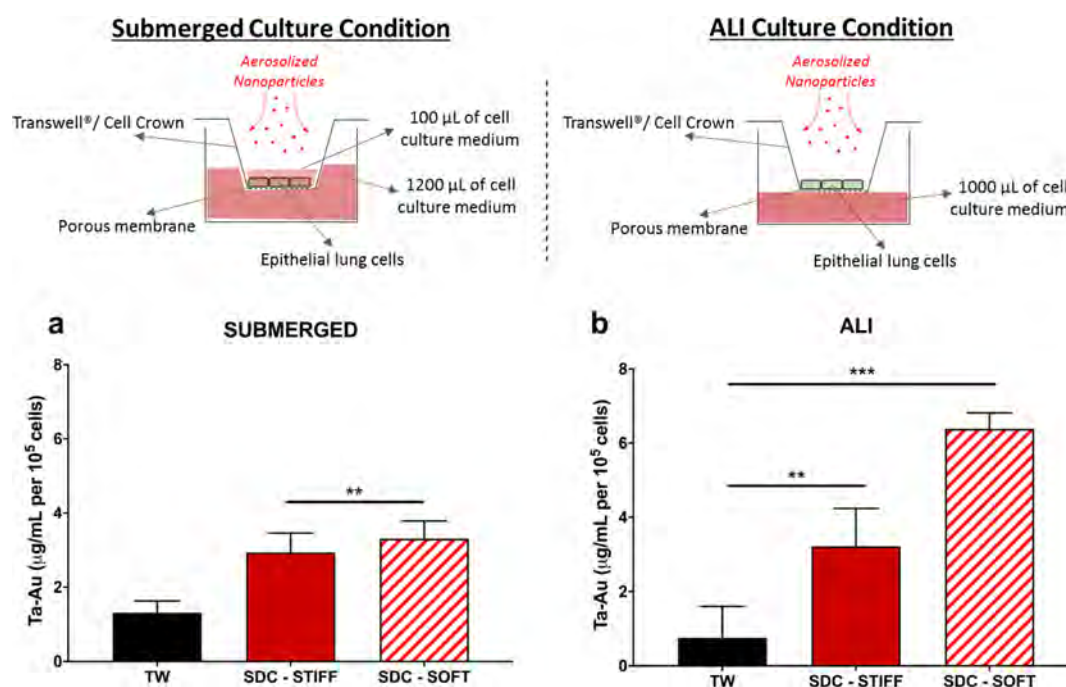 Submerged Culture Condition
Aerosolized
Nanoparticles
Transwell®/ Cell Crown
100 µL of cell
culture medium
1200 µL of cell
culture medium
Porous membrane
Epithelial lung cells
ALI Culture Condition
Aerosolized
Nanoparticles
Transwell®/ Cell Crown
1000 µL of cell
culture medium
Porous membrane
Epithelial lung cells
a
SUBMERGED
Ta-Au (µg/mL per 10⁵ cells)
8
6
4
2
0
**
TW
SDC - STIFF
SDC - SOFT
b
ALI
Ta-Au (µg/mL per 10⁵ cells)
8
6
4
2
0
***
**
TW
SDC - STIFF
SDC - SOFT